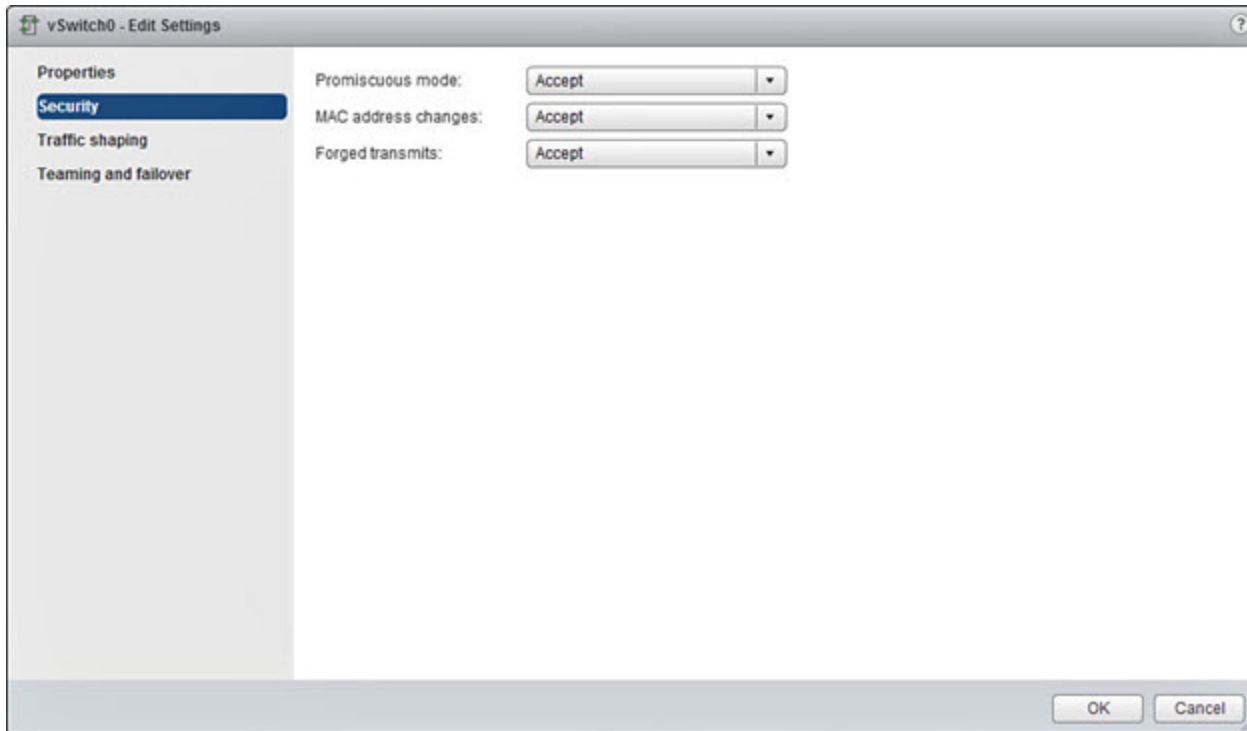 vSwitch0 - Edit Settings
?
Properties
Security
Traffic shaping
Teaming and failover
Promiscuous mode: Accept
MAC address changes: Accept
Forged transmits: Accept
OK Cancel